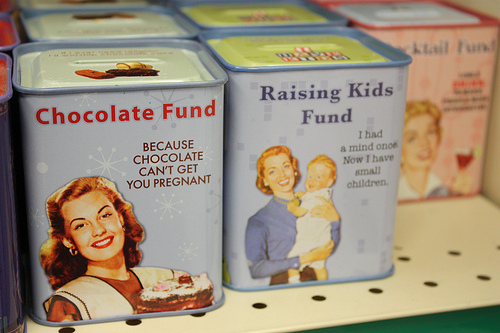 Chocolate Fund
BECAUSE
CHOCOLATE
CAN'T GET
YOU PREGNANT
Raising Kids
Fund
I had
a mind once
Now I have
small
children.
cktail Fund